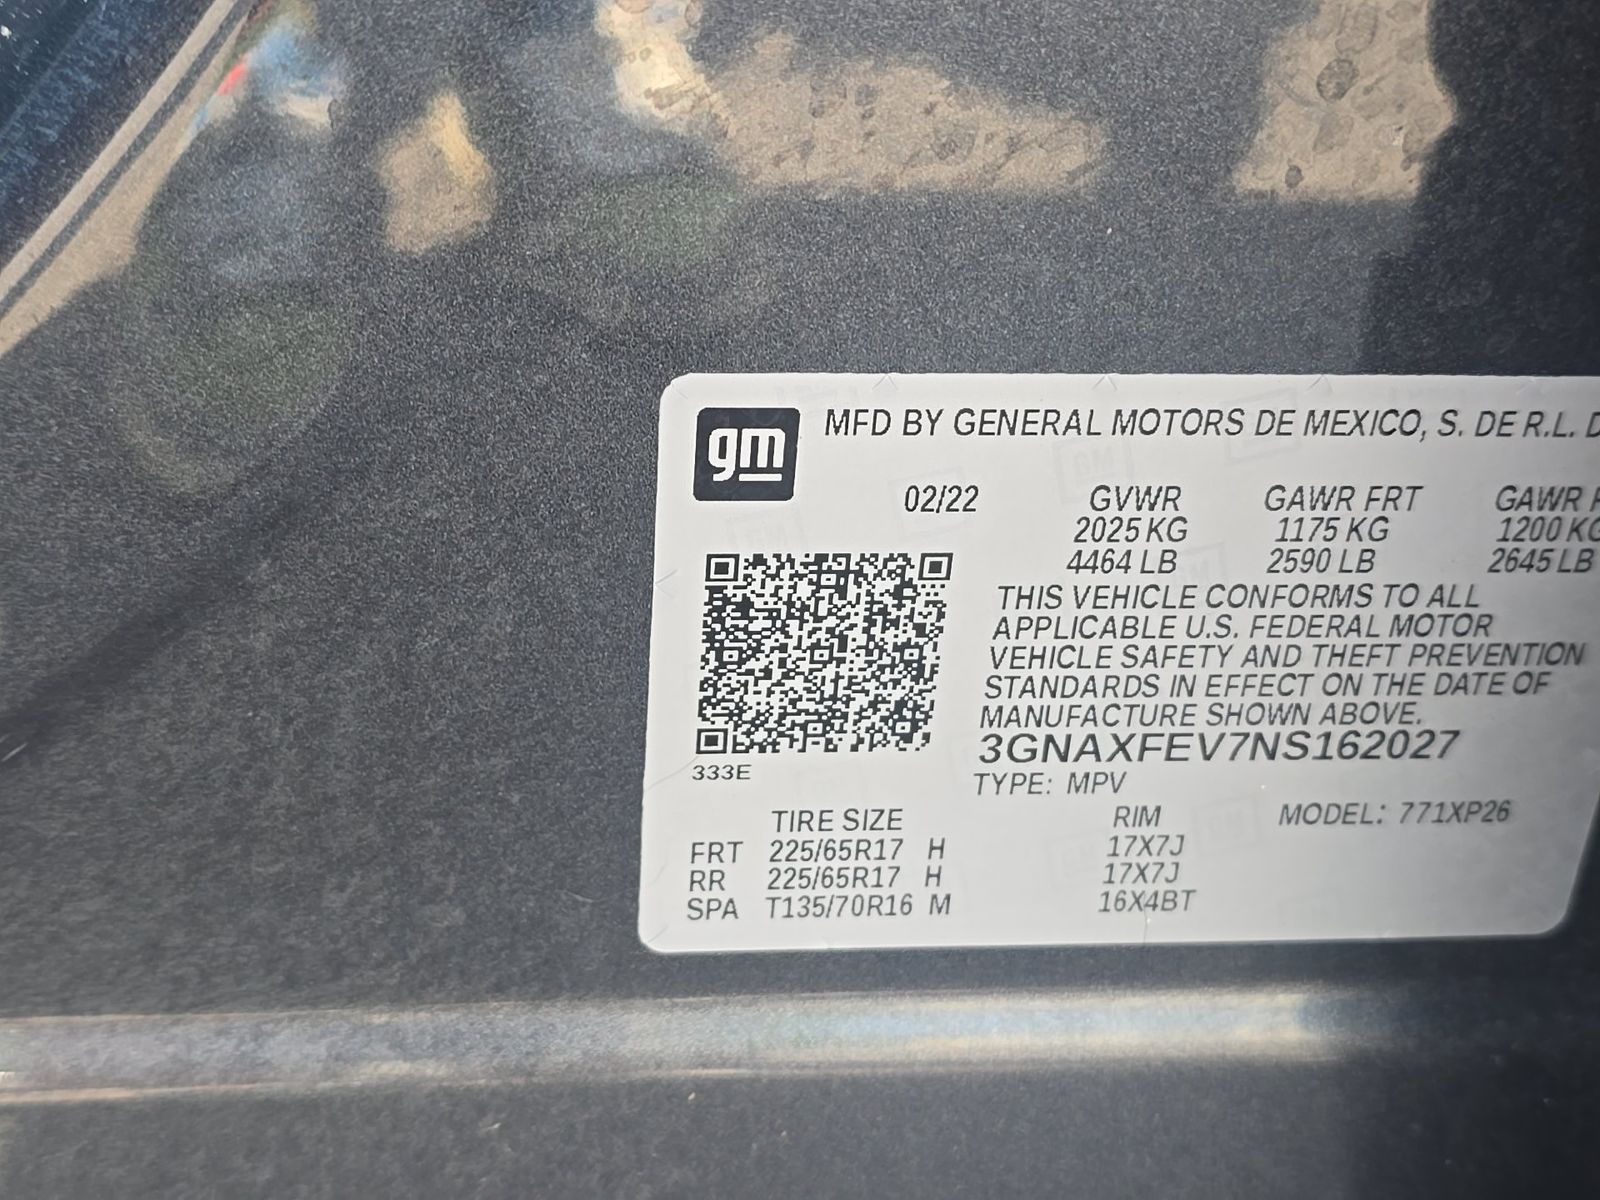 gm
MFD BY GENERAL MOTORS DE MEXICO, S. DE R.L. D
02/22 GVWR GAWR FRT GAWR
2025 KG 1175 KG 1200 KG
4464 LB 2590 LB 2645 LB
THIS VEHICLE CONFORMS TO ALL
APPLICABLE U.S. FEDERAL MOTOR
VEHICLE SAFETY AND THEFT PREVENTION
STANDARDS IN EFFECT ON THE DATE OF
MANUFACTURE SHOWN ABOVE.
3GNAXFEV7NS162027
333E
TYPE: MPV
TIRE SIZE RIM MODEL: 771XP26
FRT 225/65R17 H 17X7J
RR 225/65R17 H 17X7J
SPA T135/70R16 M 16X4BT